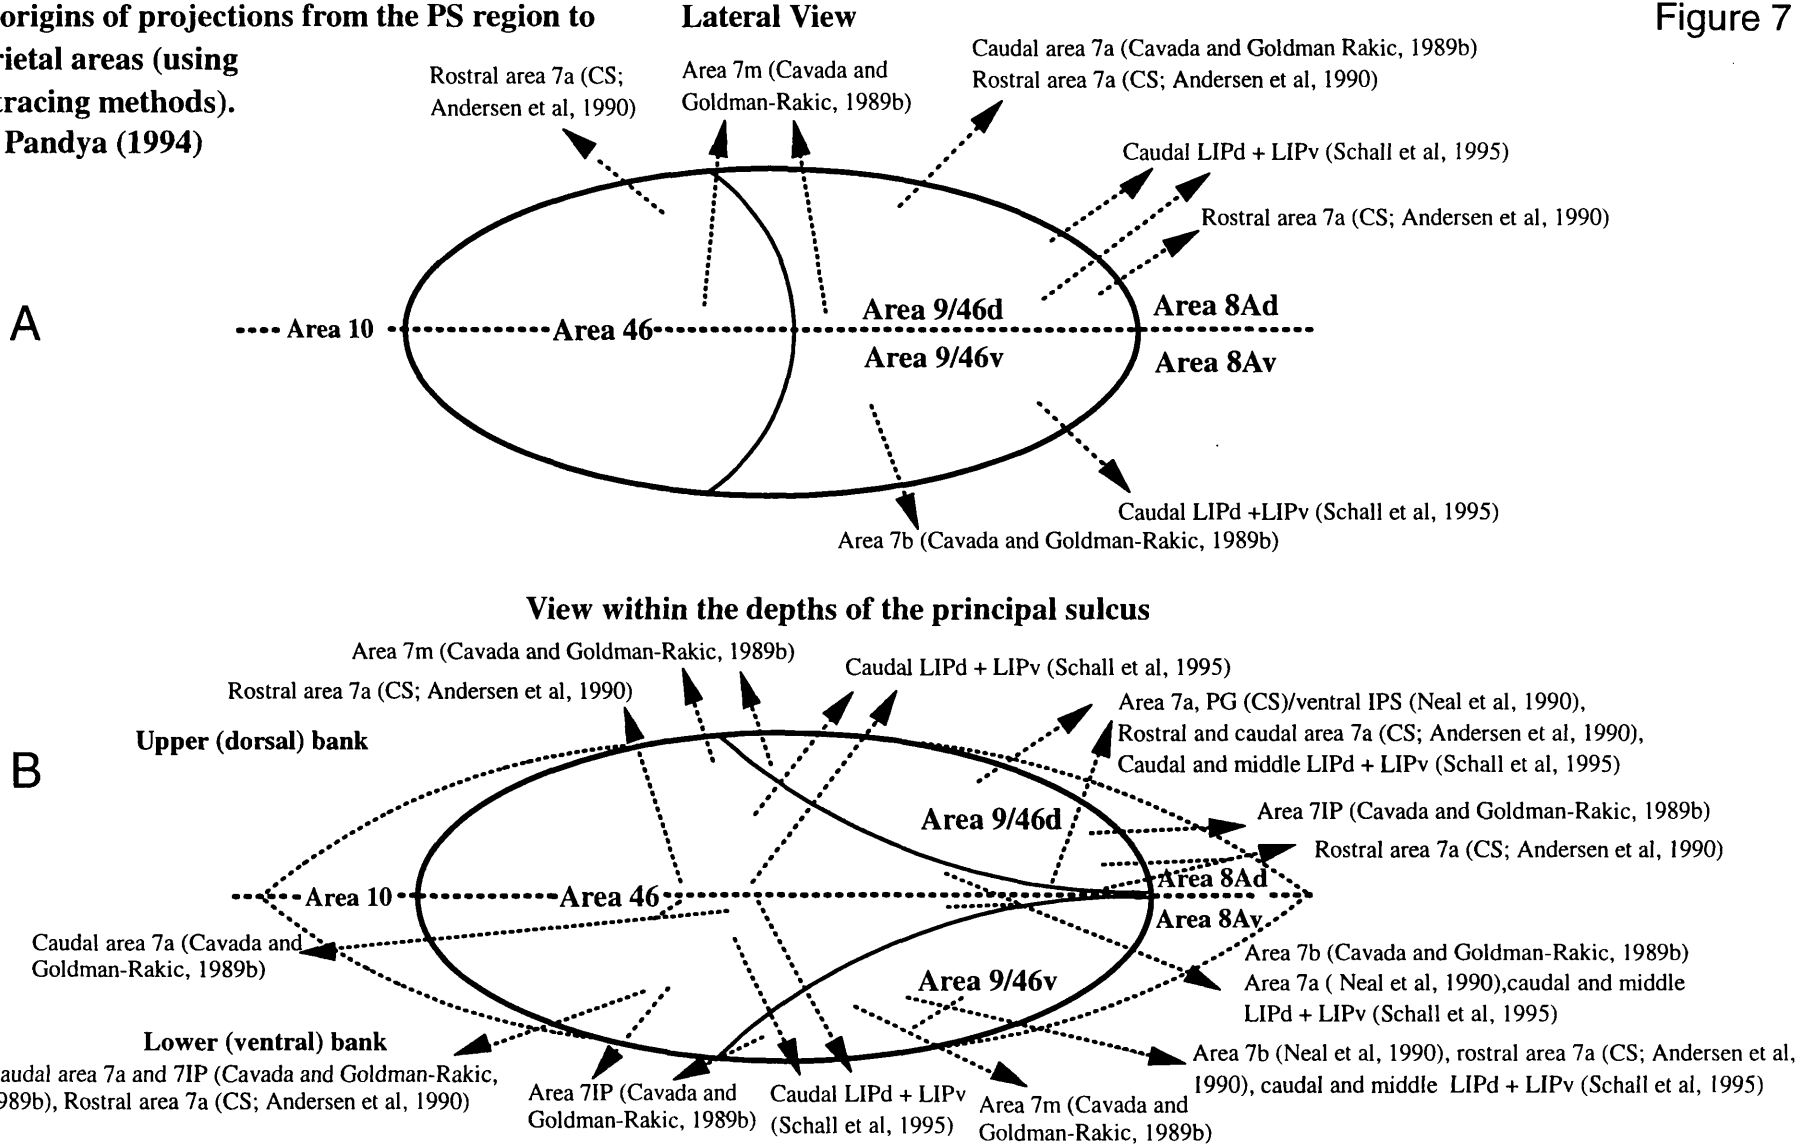 origins of projections from the PS region to
rietal areas (using
tracing methods).
Pandya (1994)
Lateral View
Figure 7
Rostral area 7a (CS;
Andersen et al, 1990)
Area 7m (Cavada and
Goldman-Rakic, 1989b)
Caudal area 7a (Cavada and Goldman Rakic, 1989b)
Rostral area 7a (CS; Andersen et al, 1990)
Caudal LIPd + LIPv (Schall et al, 1995)
Rostral area 7a (CS; Andersen et al, 1990)
A
Area 10
Area 46
Area 9/46d
Area 9/46v
Area 8Ad
Area 8Av
Caudal LIPd +LIPv (Schall et al, 1995)
Area 7b (Cavada and Goldman-Rakic, 1989b)
View within the depths of the principal sulcus
Area 7m (Cavada and Goldman-Rakic, 1989b)
Caudal LIPd + LIPv (Schall et al, 1995)
Rostral area 7a (CS; Andersen et al, 1990)
Area 7a, PG (CS)/ventral IPS (Neal et al, 1990),
Rostral and caudal area 7a (CS; Andersen et al, 1990),
Caudal and middle LIPd + LIPv (Schall et al, 1995)
Upper (dorsal) bank
B
Area 9/46d
Area 7IP (Cavada and Goldman-Rakic, 1989b)
Rostral area 7a (CS; Andersen et al, 1990)
Area 10
Area 46
Area 8Ad
Area 8Av
Caudal area 7a (Cavada and
Goldman-Rakic, 1989b)
Area 9/46v
Area 7b (Cavada and Goldman-Rakic, 1989b)
Area 7a ( Neal et al, 1990),caudal and middle
LIPd + LIPv (Schall et al, 1995)
Lower (ventral) bank
audal area 7a and 7IP (Cavada and Goldman-Rakic,
989b), Rostral area 7a (CS; Andersen et al, 1990)
Area 7IP (Cavada and
Goldman-Rakic, 1989b)
Caudal LIPd + LIPv
(Schall et al, 1995)
Area 7m (Cavada and
Goldman-Rakic, 1989b)
Area 7b (Neal et al, 1990), rostral area 7a (CS; Andersen et al,
1990), caudal and middle LIPd + LIPv (Schall et al, 1995)